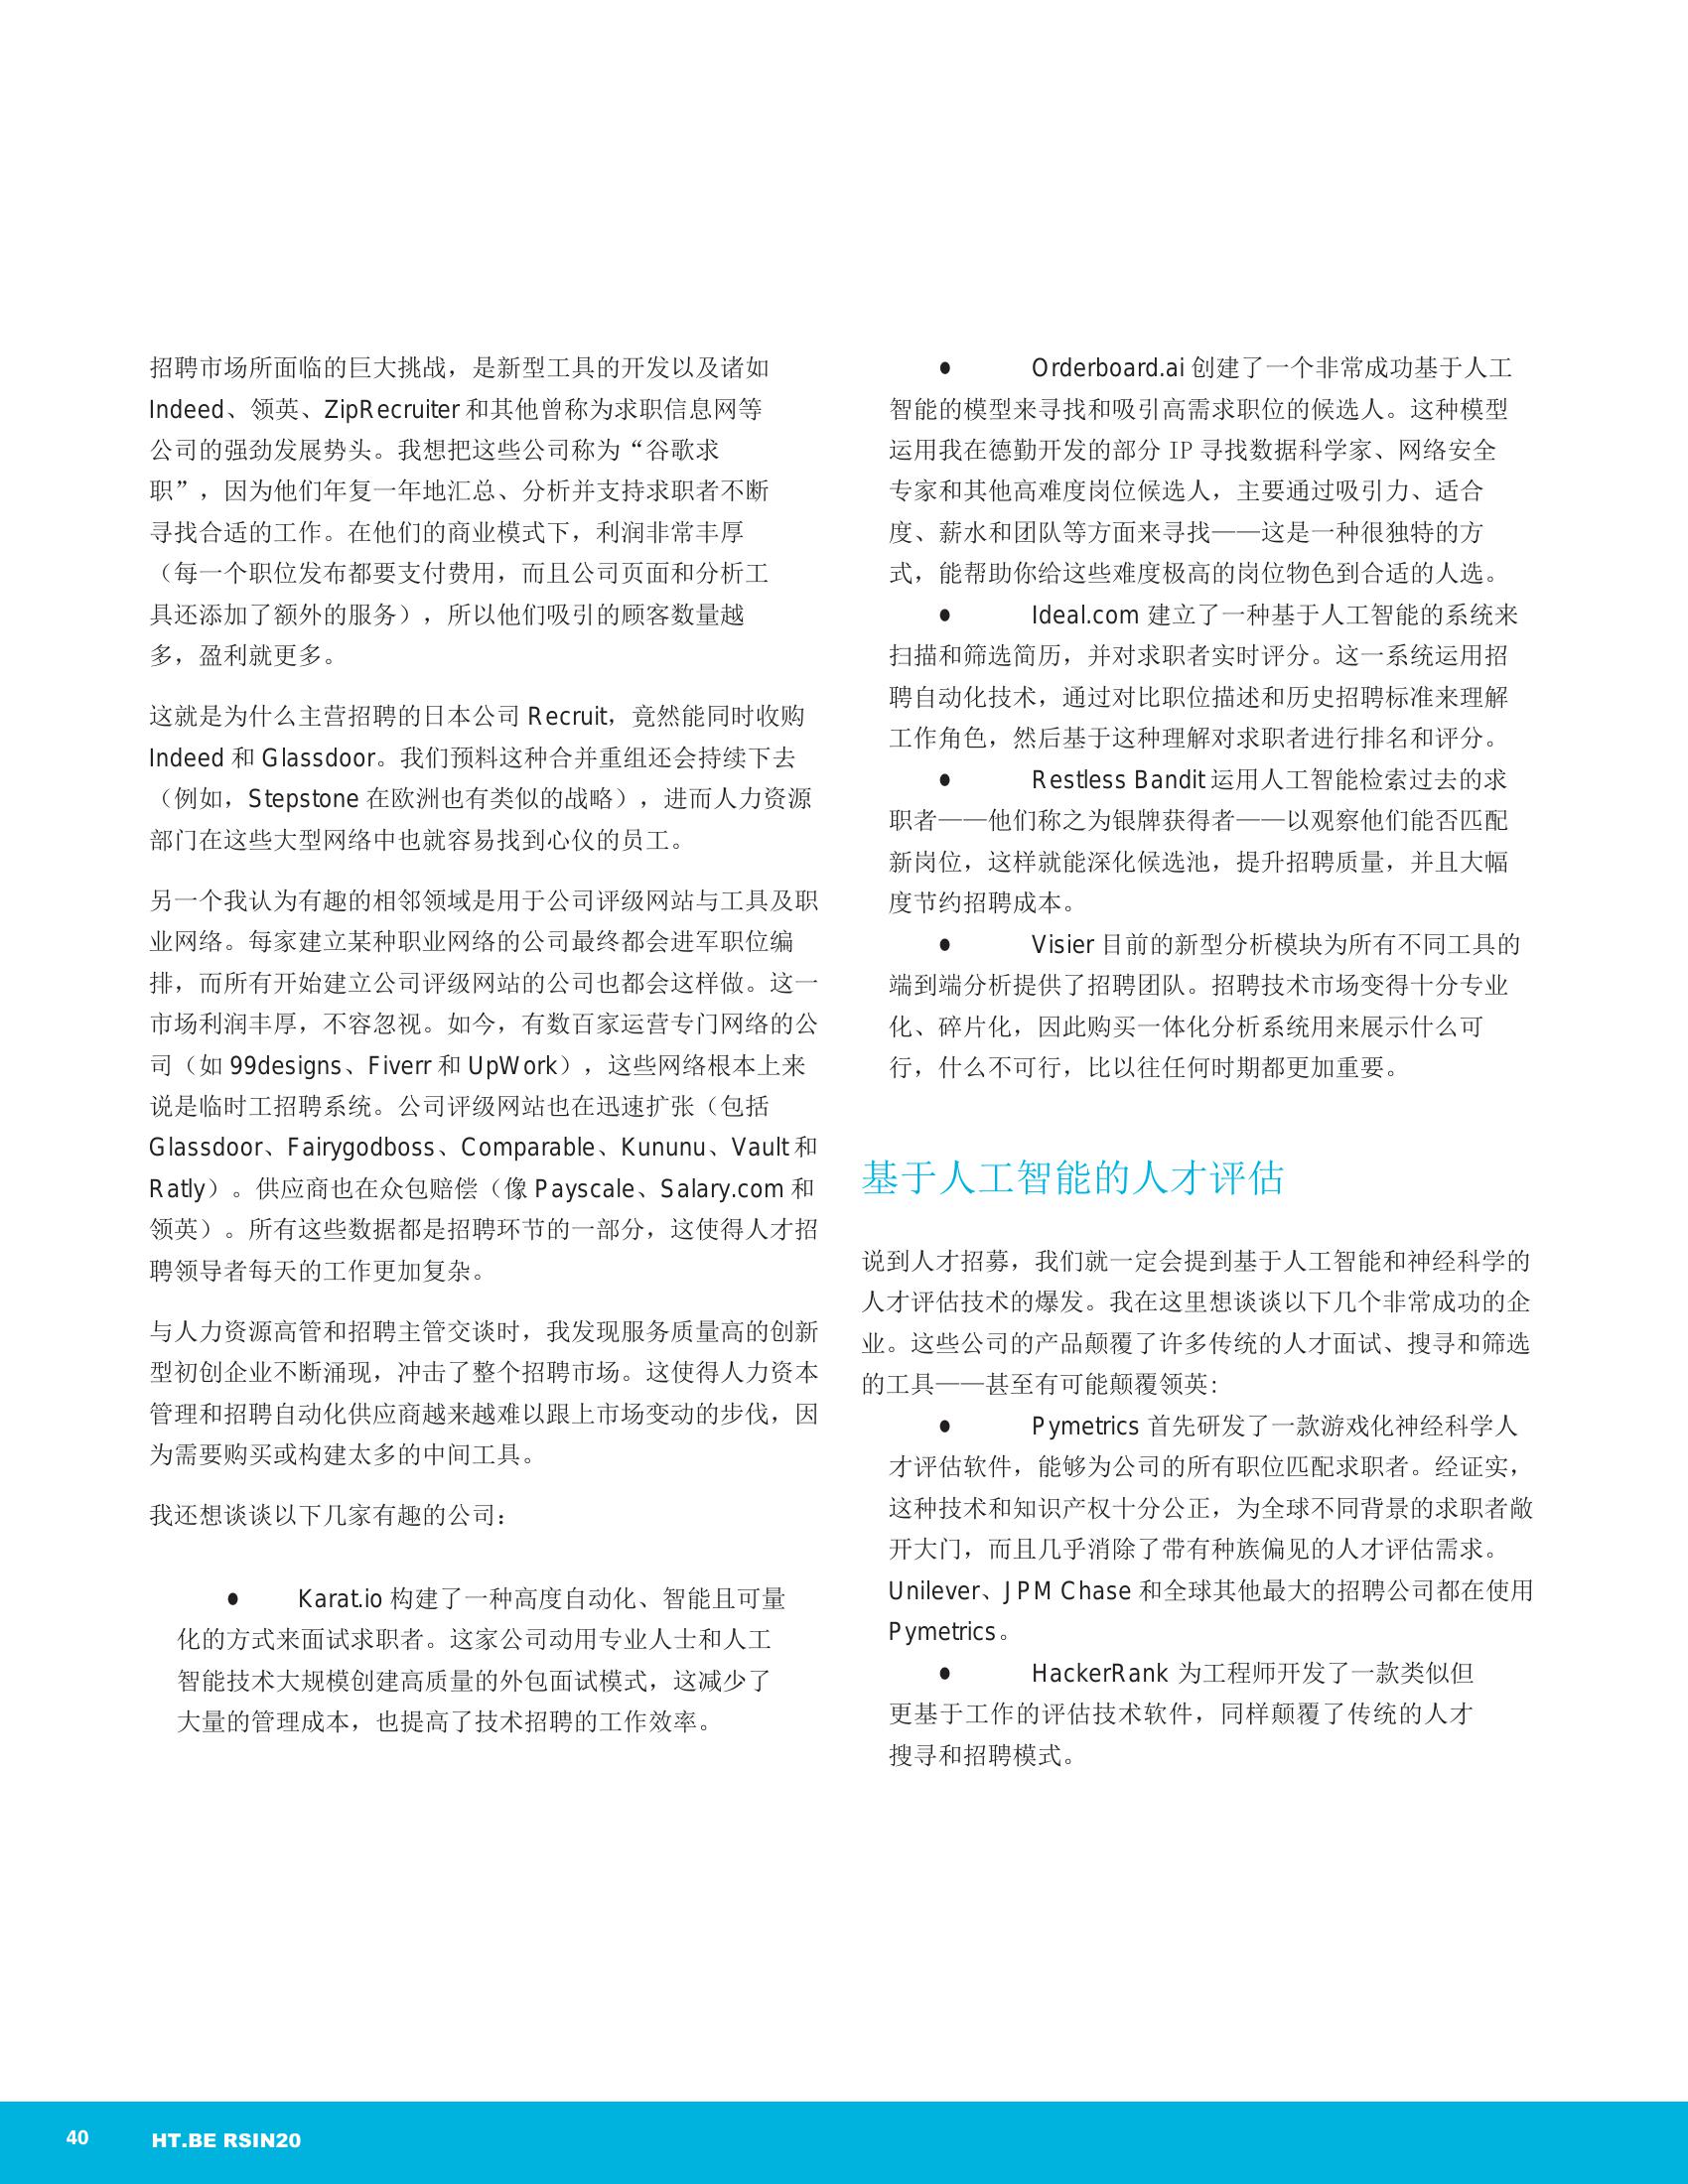 招聘市场所面临的巨大挑战，是新型工具的开发以及诸如
Indeed、领英、ZipRecruiter 和其他曾称为求职信息网等
公司的强劲发展势头。我想把这些公司称为“谷歌求
职”，因为他们年复一年地汇总、分析并支持求职者不断
寻找合适的工作。在他们的商业模式下，利润非常丰厚
（每一个职位发布都要支付费用，而且公司页面和分析工
具还添加了额外的服务），所以他们吸引的顾客数量越
多，盈利就更多。
这就是为什么主营招聘的日本公司 Recruit，竟然能同时收购
Indeed 和 Glassdoor。我们预料这种合并重组还会持续下去
（例如，Stepstone 在欧洲也有类似的战略），进而人力资源
部门在这些大型网络中也就容易找到心仪的员工。
另一个我认为有趣的相邻领域是用于公司评级网站与工具及职
业网络。每家建立某种职业网络的公司最终都会进军职位编
排，而所有开始建立公司评级网站的公司也都会这样做。这一
市场利润丰厚，不容忽视。如今，有数百家运营专门网络的公
司（如 99designs、Fiverr 和 UpWork），这些网络根本上来
说是临时工招聘系统。公司评级网站也在迅速扩张（包括
Glassdoor、Fairygodboss、Comparable、Kununu、Vault 和
Ratly）。供应商也在众包赔偿（像 Payscale、Salary.com 和
领英）。所有这些数据都是招聘环节的一部分，这使得人才招
聘领导者每天的工作更加复杂。
与人力资源高管和招聘主管交谈时，我发现服务质量高的创新
型初创企业不断涌现，冲击了整个招聘市场。这使得人力资本
管理和招聘自动化供应商越来越难以跟上市场变动的步伐，因
为需要购买或构建太多的中间工具。
我还想谈谈以下几家有趣的公司：
● Karat.io 构建了一种高度自动化、智能且可量
化的方式来面试求职者。这家公司动用专业人士和人工
智能技术大规模创建高质量的外包面试模式，这减少了
大量的管理成本，也提高了技术招聘的工作效率。
● Orderboard.ai 创建了一个非常成功基于人工
智能的模型来寻找和吸引高需求职位的候选人。这种模型
运用我在德勤开发的部分 IP 寻找数据科学家、网络安全
专家和其他高难度岗位候选人，主要通过吸引力、适合
度、薪水和团队等方面来寻找——这是一种很独特的方
式，能帮助你给这些难度极高的岗位物色到合适的人选。
● Ideal.com 建立了一种基于人工智能的系统来
扫描和筛选简历，并对求职者实时评分。这一系统运用招
聘自动化技术，通过对比职位描述和历史招聘标准来理解
工作角色，然后基于这种理解对求职者进行排名和评分。
● Restless Bandit 运用人工智能检索过去的求
职者——他们称之为银牌获得者——以观察他们能否匹配
新岗位，这样就能深化候选池，提升招聘质量，并且大幅
度节约招聘成本。
● Visier 目前的新型分析模块为所有不同工具的
端到端分析提供了招聘团队。招聘技术市场变得十分专业
化、碎片化，因此购买一体化分析系统用来展示什么可
行，什么不可行，比以往任何时期都更加重要。
基于人工智能的人才评估
说到人才招募，我们就一定会提到基于人工智能和神经科学的
人才评估技术的爆发。我在这里想谈谈以下几个非常成功的企
业。这些公司的产品颠覆了许多传统的人才面试、搜寻和筛选
的工具——甚至有可能颠覆领英：
● Pymetrics 首先研发了一款游戏化神经科学人
才评估软件，能够为公司的所有职位匹配求职者。经证实，
这种技术和知识产权十分公正，为全球不同背景的求职者敞
开大门，而且几乎消除了带有种族偏见的人才评估需求。
Unilever、JPM Chase 和全球其他最大的招聘公司都在使用
Pymetrics。
● HackerRank 为工程师开发了一款类似但
更基于工作的评估技术软件，同样颠覆了传统的人才
搜寻和招聘模式。
40 HT.BE RSIN20